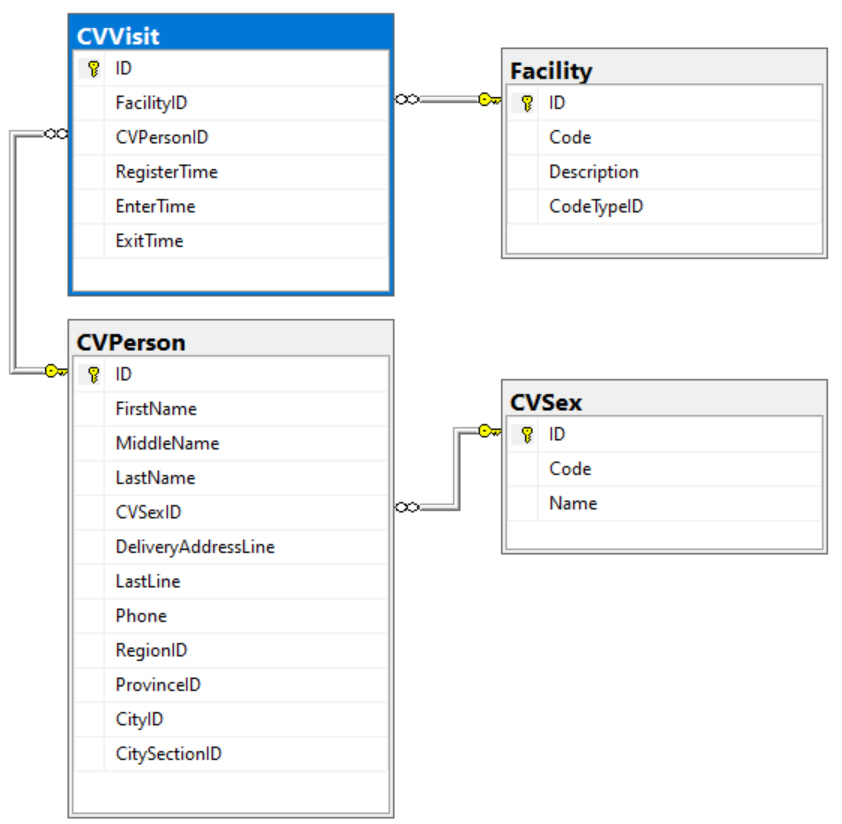 CVVisit
ID
FacilityID
CVPersonID
RegisterTime
EnterTime
ExitTime
Facility
ID
Code
Description
CodeTypeID
CVPerson
ID
FirstName
MiddleName
LastName
CVSexID
DeliveryAddressLine
LastLine
Phone
RegionID
ProvinceID
CityID
CitySectionID
CVSex
ID
Code
Name